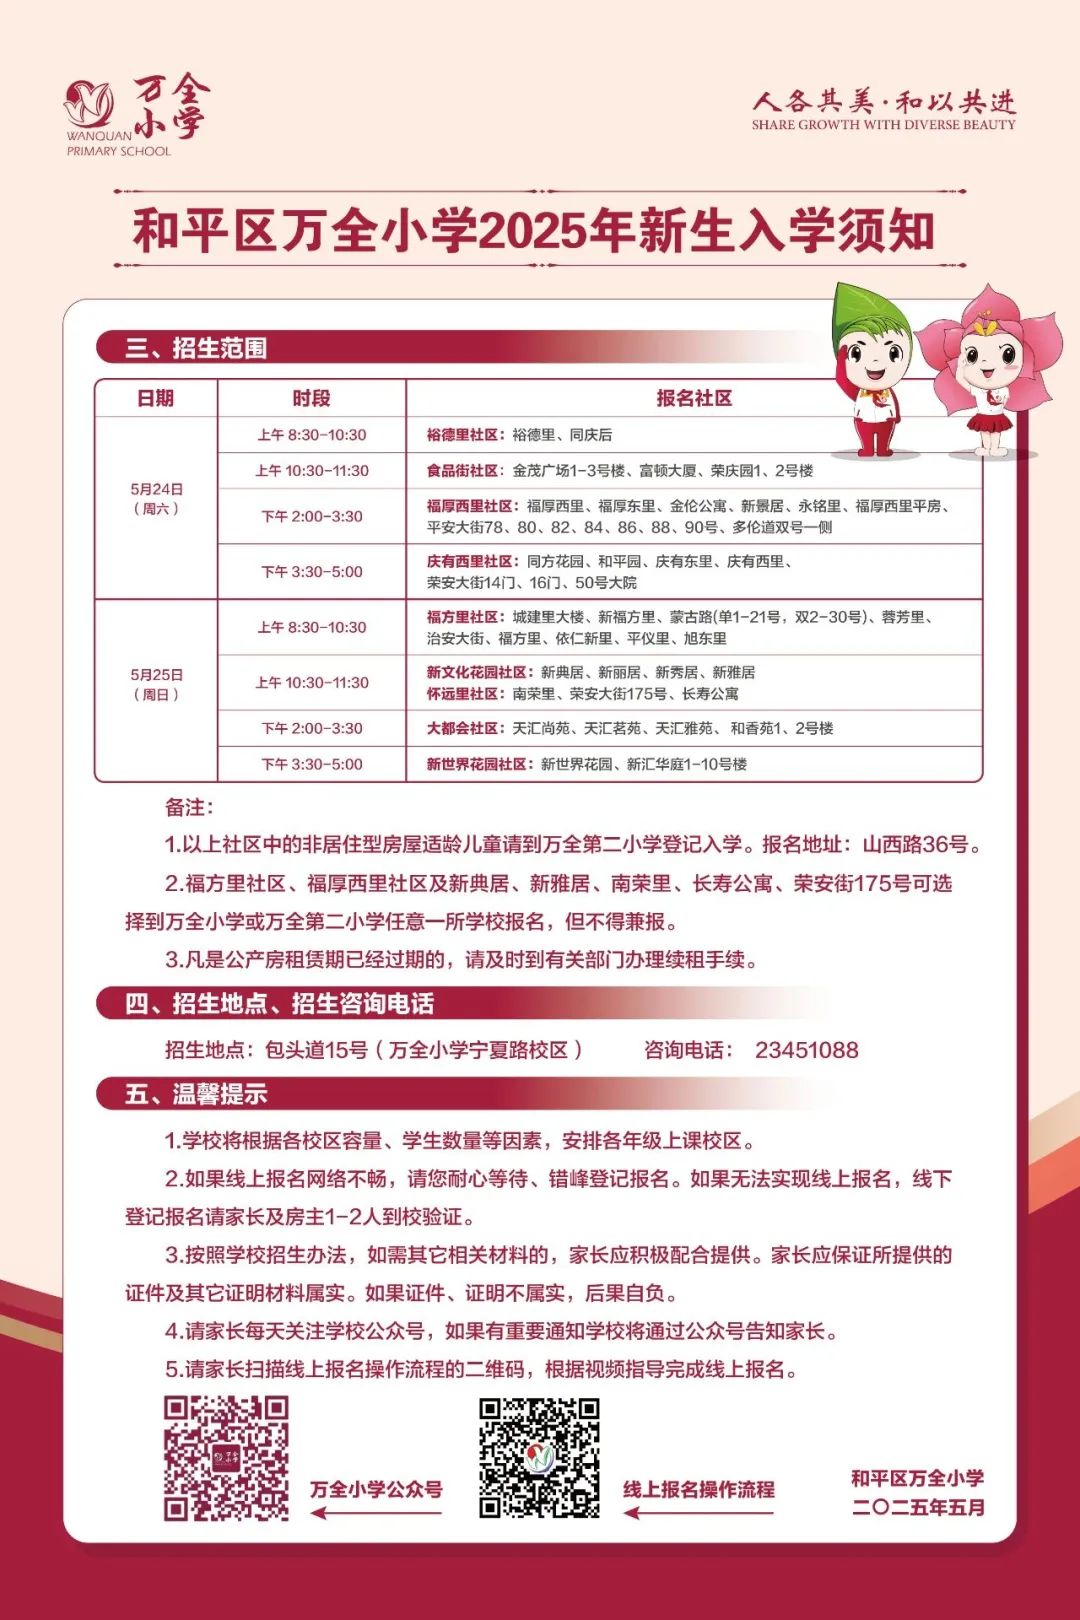 万全
小学
WANQUAN
PRIMARY SCHOOL
人各其美·和以共进
SHARE GROWTH WITH DIVERSE BEAUTY
和平区万全小学2025年新生入学须知
三、招生范围
日期 时段 报名社区
5月24日
（周六）
上午 8:30-10:30 裕德里社区：裕德里、同庆后
上午 10:30-11:30 食品街社区：金茂广场1-3号楼、富顿大厦、荣庆园1、2号楼
下午 2:00-3:30 福厚西里社区：福厚西里、福厚东里、金伦公寓、新景居、永铭里、福厚西里平房、
平安大街78、80、82、84、86、88、90号、多伦道双号一侧
下午 3:30-5:00 庆有西里社区：同方花园、和平园、庆有东里、庆有西里、
荣安大街14门、16门、50号大院
5月25日
（周日）
上午 8:30-10:30 福方里社区：城建里大楼、新福方里、蒙古路(单1-21号，双2-30号)、蓉芳里、
治安大街、福方里、依仁新里、平仪里、旭东里
上午 10:30-11:30 新文化花园社区：新典居、新丽居、新秀居、新雅居
怀远里社区：南荣里、荣安大街175号、长寿公寓
下午 2:00-3:30 大都会社区：天汇尚苑、天汇茗苑、天汇雅苑、 和香苑1、2号楼
下午 3:30-5:00 新世界花园社区：新世界花园、新汇华庭1-10号楼
备注：
1.以上社区中的非居住型房屋适龄儿童请到万全第二小学登记入学。报名地址：山西路36号。
2.福方里社区、福厚西里社区及新典居、新雅居、南荣里、长寿公寓、荣安街175号可选
择到万全小学或万全第二小学任意一所学校报名，但不得兼报。
3.凡是公产房租赁期已经过期的，请及时到有关部门办理续租手续。
四、招生地点、招生咨询电话
招生地点：包头道15号（万全小学宁夏路校区） 咨询电话： 23451088
五、温馨提示
1.学校将根据各校区容量、学生数量等因素，安排各年级上课校区。
2.如果线上报名网络不畅，请您耐心等待、错峰登记报名。如果无法实现线上报名，线下
登记报名请家长及房主1-2人到校验证。
3.按照学校招生办法，如需其它相关材料的，家长应积极配合提供。家长应保证所提供的
证件及其它证明材料属实。如果证件、证明不属实，后果自负。
4.请家长每天关注学校公众号，如果有重要通知学校将通过公众号告知家长。
5.请家长扫描线上报名操作流程的二维码，根据视频指导完成线上报名。
万全
小学
万全小学公众号
线上报名操作流程
和平区万全小学
二〇二五年五月